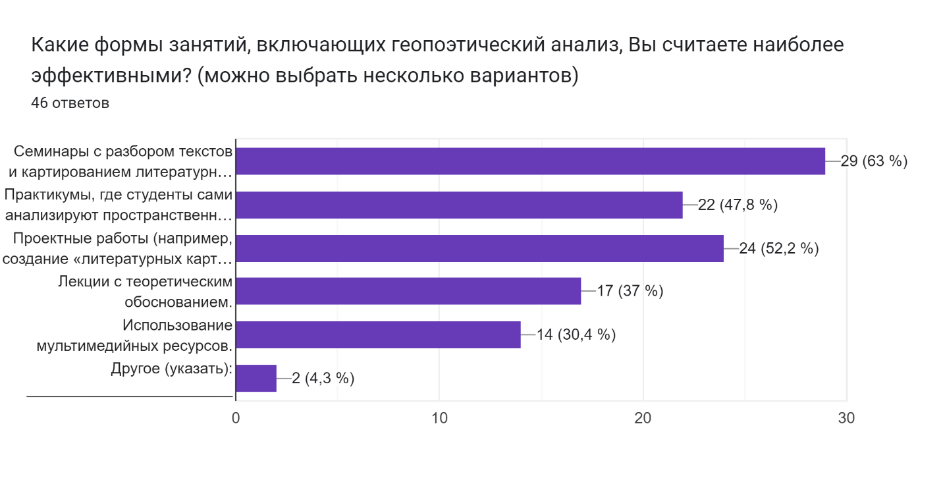 Какие формы занятий, включающих геопоэтический анализ, Вы считаете наиболее
эффективными? (можно выбрать несколько вариантов)
46 ответов
Семинары с разбором текстов
и картированием литературн…
29 (63 %)
Практикумы, где студенты сами
анализируют пространственн…
22 (47,8 %)
Проектные работы (например,
создание «литературных карт…
24 (52,2 %)
Лекции с теоретическим
обоснованием.
17 (37 %)
Использование
мультимедийных ресурсов.
14 (30,4 %)
Другое (указать):
2 (4,3 %)
0 10 20 30